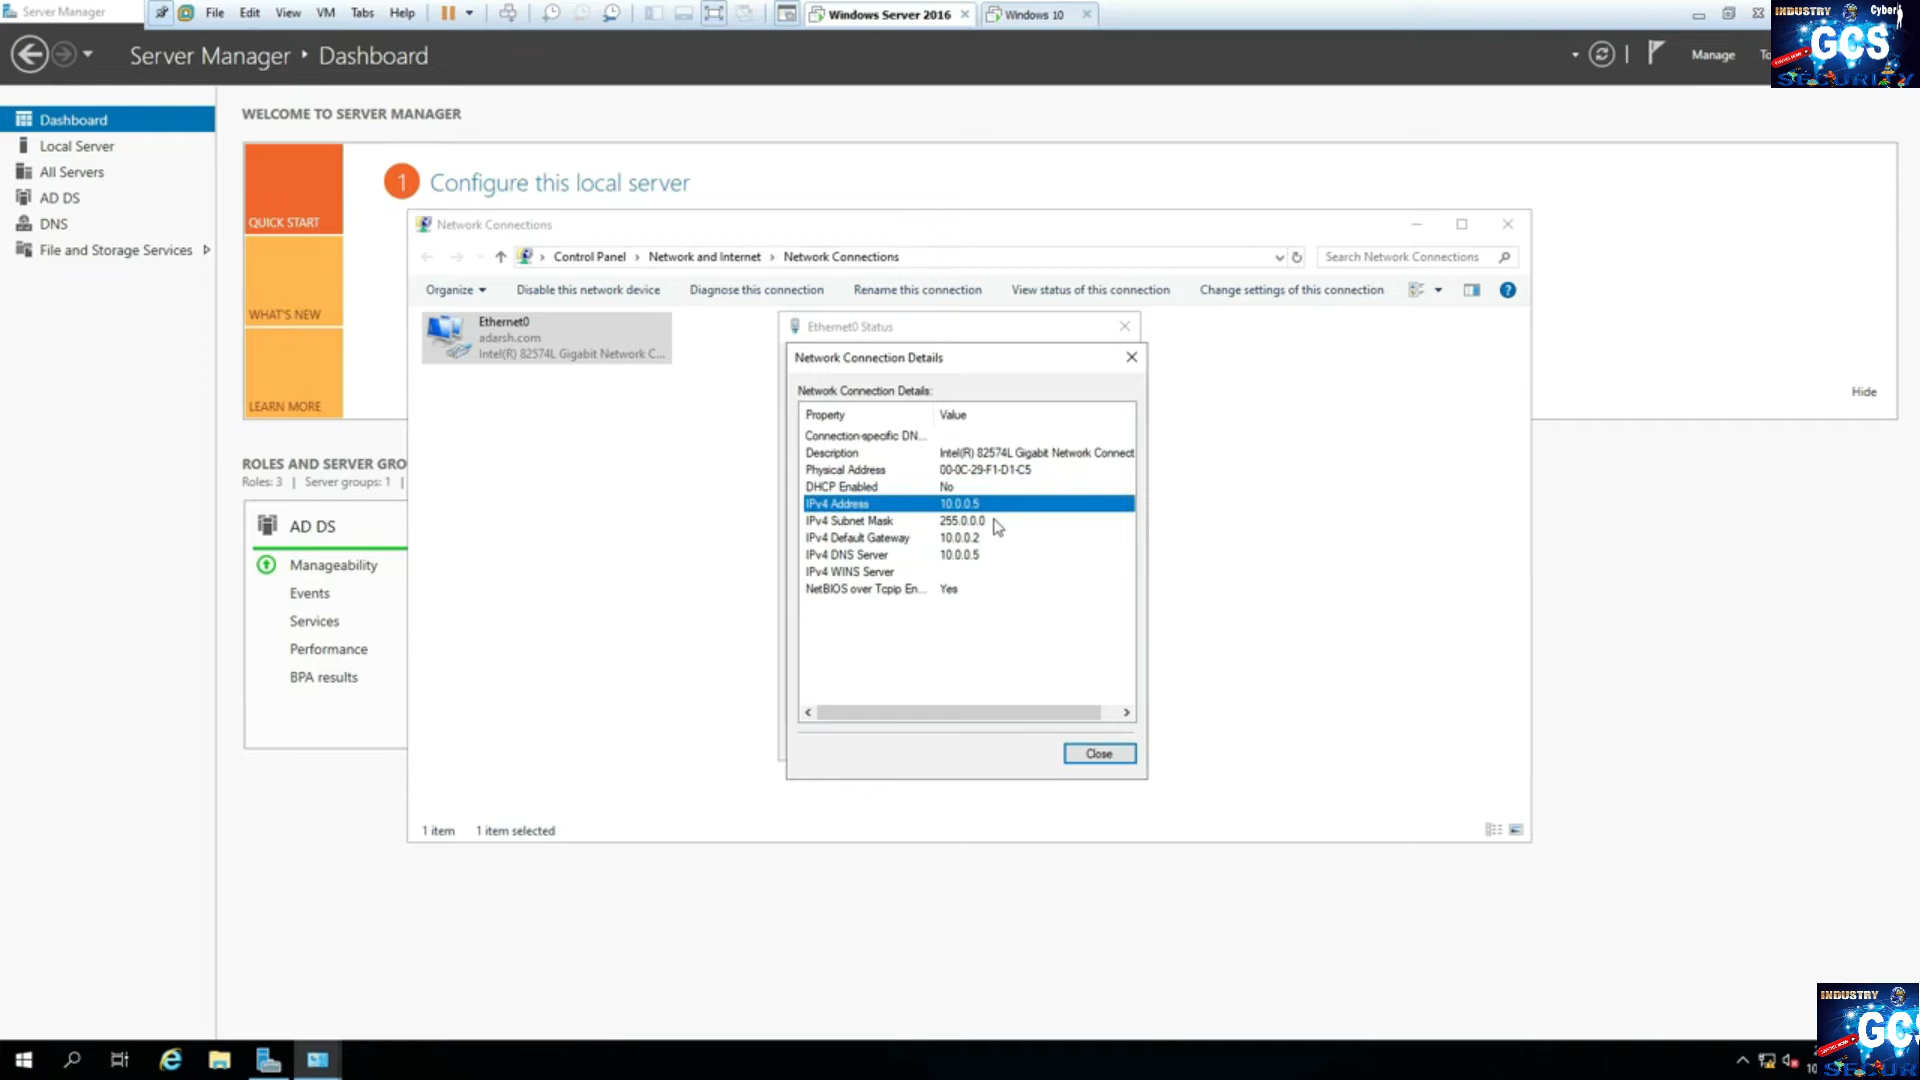 Server Manager
File Edit View VM Tabs Help
Windows Server 2016
Windows 10
Server Manager ‣ Dashboard
Manage
INDUSTRY
Cyber
GCS
SECURITY
Dashboard
Local Server
All Servers
AD DS
DNS
File and Storage Services
WELCOME TO SERVER MANAGER
QUICK START
WHAT'S NEW
LEARN MORE
1 Configure this local server
Hide
Network Connections
Control Panel › Network and Internet › Network Connections
Search Network Connections
Organize
Disable this network device
Diagnose this connection
Rename this connection
View status of this connection
Change settings of this connection
Ethernet0
adarsh.com
Intel(R) 82574L Gigabit Network C...
Ethernet0 Status
Network Connection Details
Network Connection Details:
Property Value
Connection-specific DN...
Description Intel(R) 82574L Gigabit Network Connect
Physical Address 00-0C-29-F1-D1-C5
DHCP Enabled No
IPv4 Address 10.0.0.5
IPv4 Subnet Mask 255.0.0.0
IPv4 Default Gateway 10.0.0.2
IPv4 DNS Server 10.0.0.5
IPv4 WINS Server
NetBIOS over Tcpip En... Yes
Close
1 item 1 item selected
ROLES AND SERVER GRO
Roles: 3 | Server groups: 1 |
AD DS
Manageability
Events
Services
Performance
BPA results
INDUSTRY
GCS
SECUR